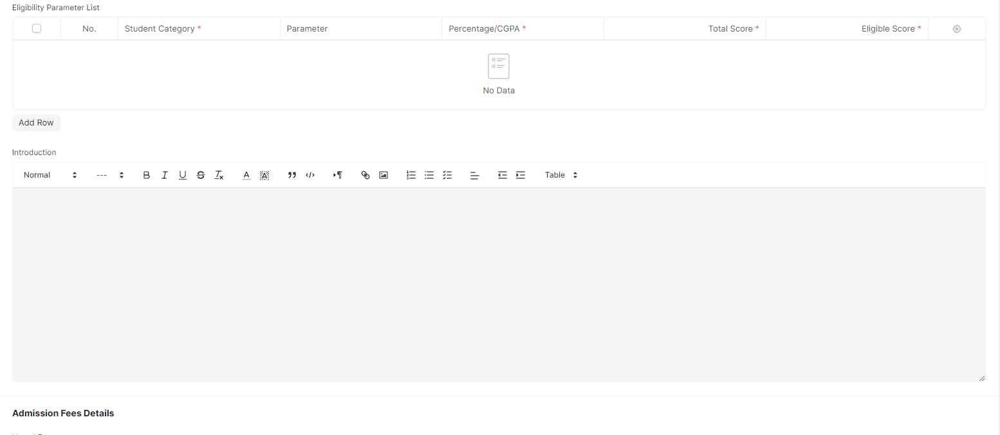 Eligibility Parameter List
No. Student Category * Parameter Percentage/CGPA * Total Score * Eligible Score *
No Data
Add Row
Introduction
Normal --- Table
Admission Fees Details